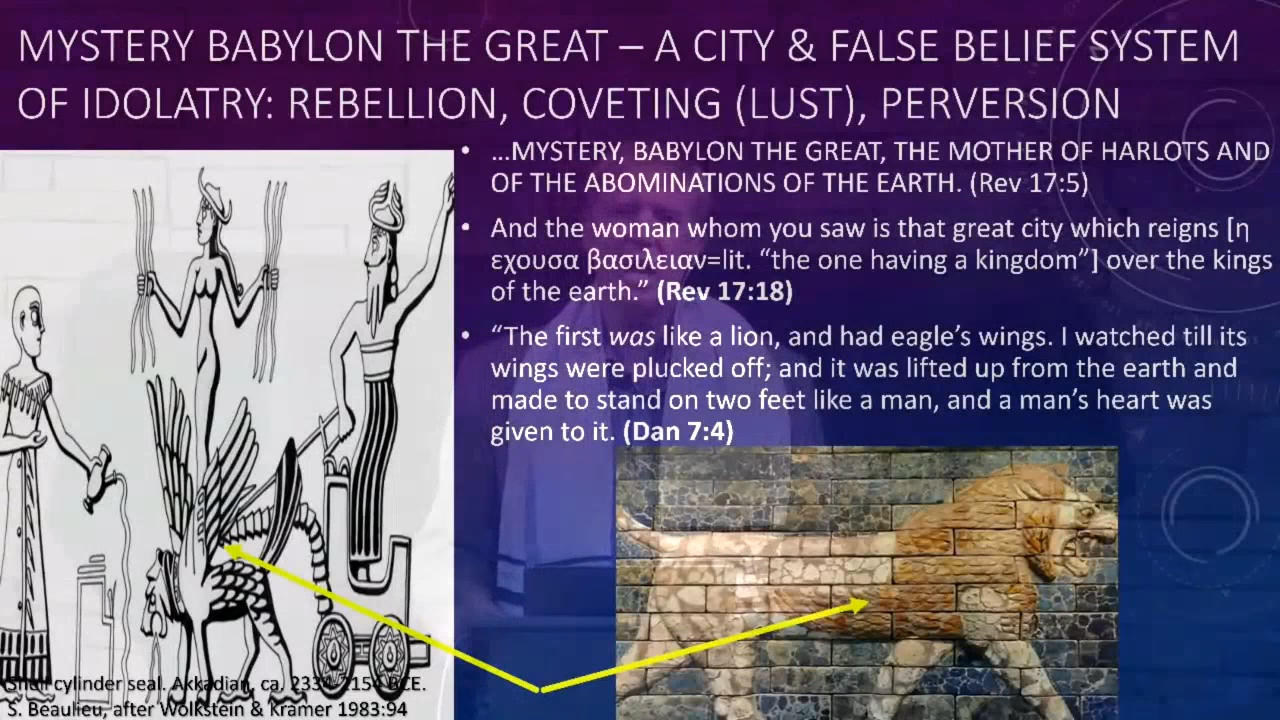 MYSTERY BABYLON THE GREAT – A CITY & FALSE BELIEF SYSTEM
OF IDOLATRY: REBELLION, COVETING (LUST), PERVERSION
• ...MYSTERY, BABYLON THE GREAT, THE MOTHER OF HARLOTS AND
OF THE ABOMINATIONS OF THE EARTH. (Rev 17:5)
• And the woman whom you saw is that great city which reigns [η
εχουσα βασιλειαν=lit. “the one having a kingdom”] over the kings
of the earth.” (Rev 17:18)
• “The first was like a lion, and had eagle’s wings. I watched till its
wings were plucked off; and it was lifted up from the earth and
made to stand on two feet like a man, and a man’s heart was
given to it. (Dan 7:4)
Shell cylinder seal. Akkadian, ca. 2334-2154 BCE.
S. Beaulieu, after Wolkstein & Kramer 1983:94